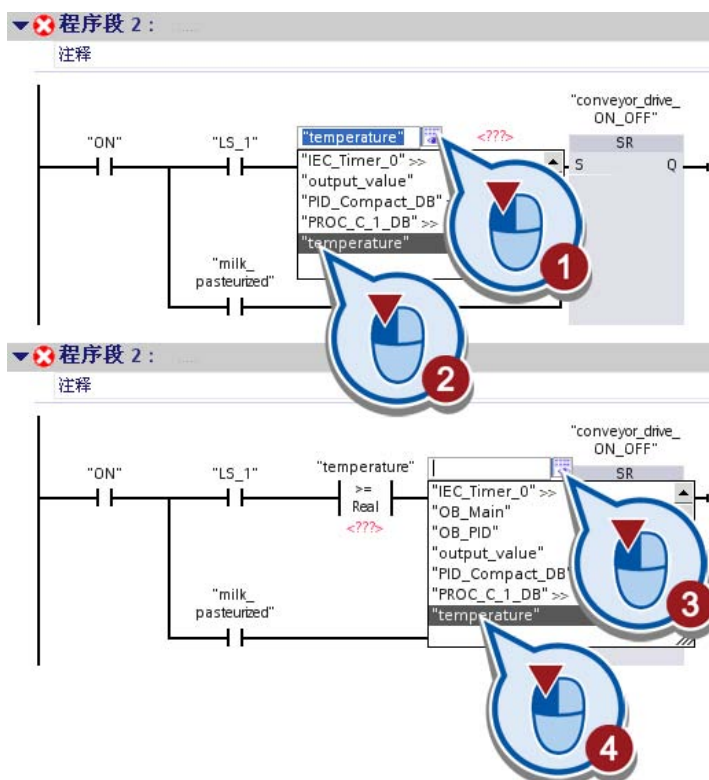 程序段 2： ......
注释
"conveyor_drive_
ON_OFF"
"ON"
"LS_1"
"temperature"
<???>
SR
"IEC_Timer_0" >>
"output_value"
"PID_Compact_DB"
"PROC_C_1_DB" >>
"temperature"
S
Q
1
"milk_
pasteurized"
2
程序段 2： ......
注释
"conveyor_drive_
ON_OFF"
"ON"
"LS_1"
"temperature"
SR
>=
Real
<???>
"IEC_Timer_0" >>
"OB_Main"
"OB_PID"
"output_value"
"PID_Compact_DB"
"PROC_C_1_DB" >>
"temperature"
3
"milk_
pasteurized"
4